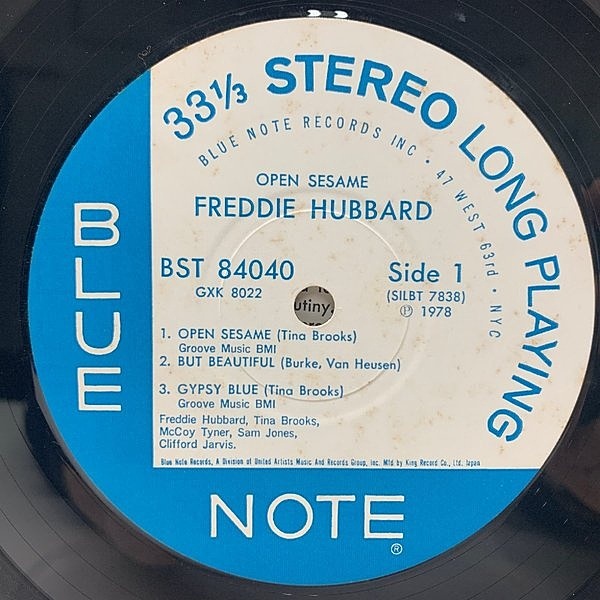 33⅓ STEREO LONG PLAYING
BLUE NOTE RECORDS INC • 47 WEST 63rd • NYC
OPEN SESAME
FREDDIE HUBBARD
BST 84040
GXK 8022
Side 1
(SILBT 7838)
℗ 1978
utiny.
1. OPEN SESAME (Tina Brooks)
Groove Music BMI
2. BUT BEAUTIFUL (Burke, Van Heusen)
3. GYPSY BLUE (Tina Brooks)
Groove Music BMI
Freddie Hubbard, Tina Brooks,
McCoy Tyner, Sam Jones,
Clifford Jarvis.
Blue Note Records, A Division of United Artists Music And Records Group, Inc. Mfd by King Record Co., Ltd. Japan
BLUE
NOTE®